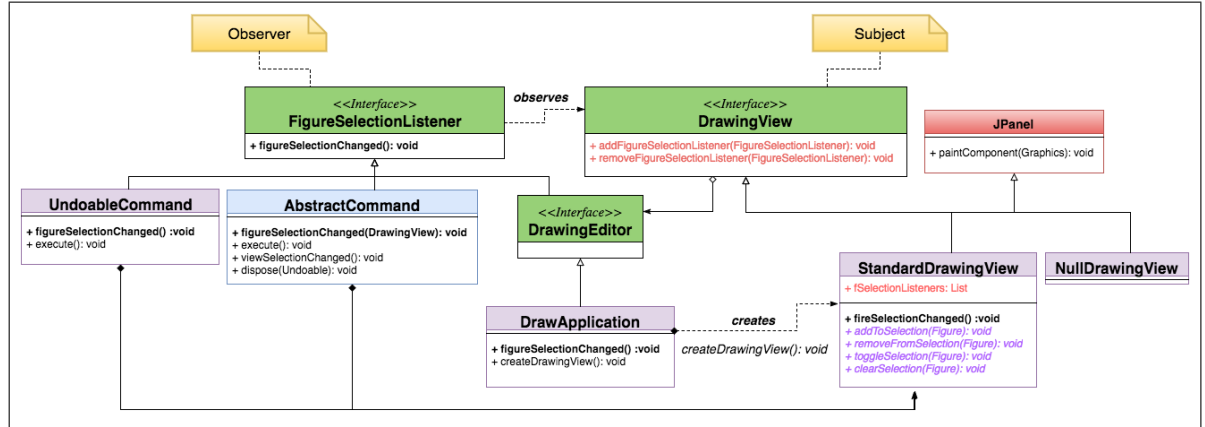 Observer
Subject
<<Interface>>
FigureSelectionListener
+ figureSelectionChanged(): void
observes
<<Interface>>
DrawingView
+ addFigureSelectionListener(FigureSelectionListener): void
+ removeFigureSelectionListener(FigureSelectionListener): void
JPanel
+ paintComponent(Graphics): void
UndoableCommand
+ figureSelectionChanged() :void
+ execute(): void
AbstractCommand
+ figureSelectionChanged(DrawingView): void
+ execute(): void
+ viewSelectionChanged(): void
+ dispose(Undoable): void
<<Interface>>
DrawingEditor
StandardDrawingView
+ fSelectionListeners: List
+ fireSelectionChanged() :void
+ addToSelection(Figure): void
+ removeFromSelection(Figure): void
+ toggleSelection(Figure): void
+ clearSelection(Figure): void
NullDrawingView
DrawApplication
+ figureSelectionChanged() :void
+ createDrawingView(): void
creates
createDrawingView(): void